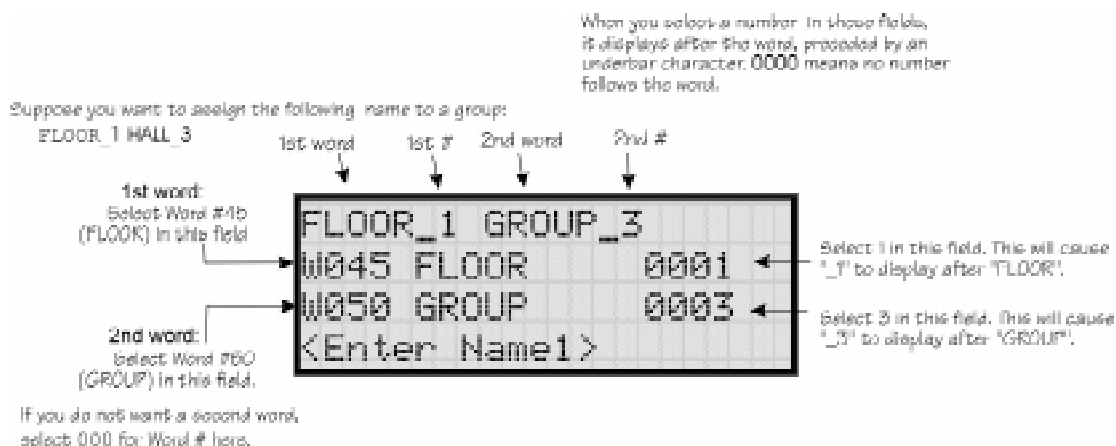 When you select a number in those fields,
it displays after the word, preceded by an
underbar character. 0000 means no number
follows the word.
Suppose you want to assign the following name to a group:
FLOOR_1 HALL_3
1st word
1st #
2nd word
2nd #
1st word:
Select Word #45
(FLOOR) in this field
FLOOR_1 GROUP_3
W045 FLOOR 0001
W050 GROUP 0003
<Enter Name1>
Select 1 in this field. This will cause
"_1" to display after "FLOOR".
2nd word:
Select Word #50
(GROUP) in this field.
Select 3 in this field. This will cause
"_3" to display after "GROUP".
If you do not want a second word,
select 000 for Word # here.